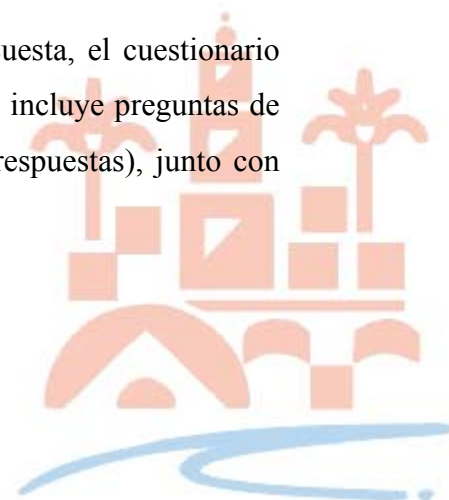 uesta, el cuestionario
incluye preguntas de
respuestas), junto con